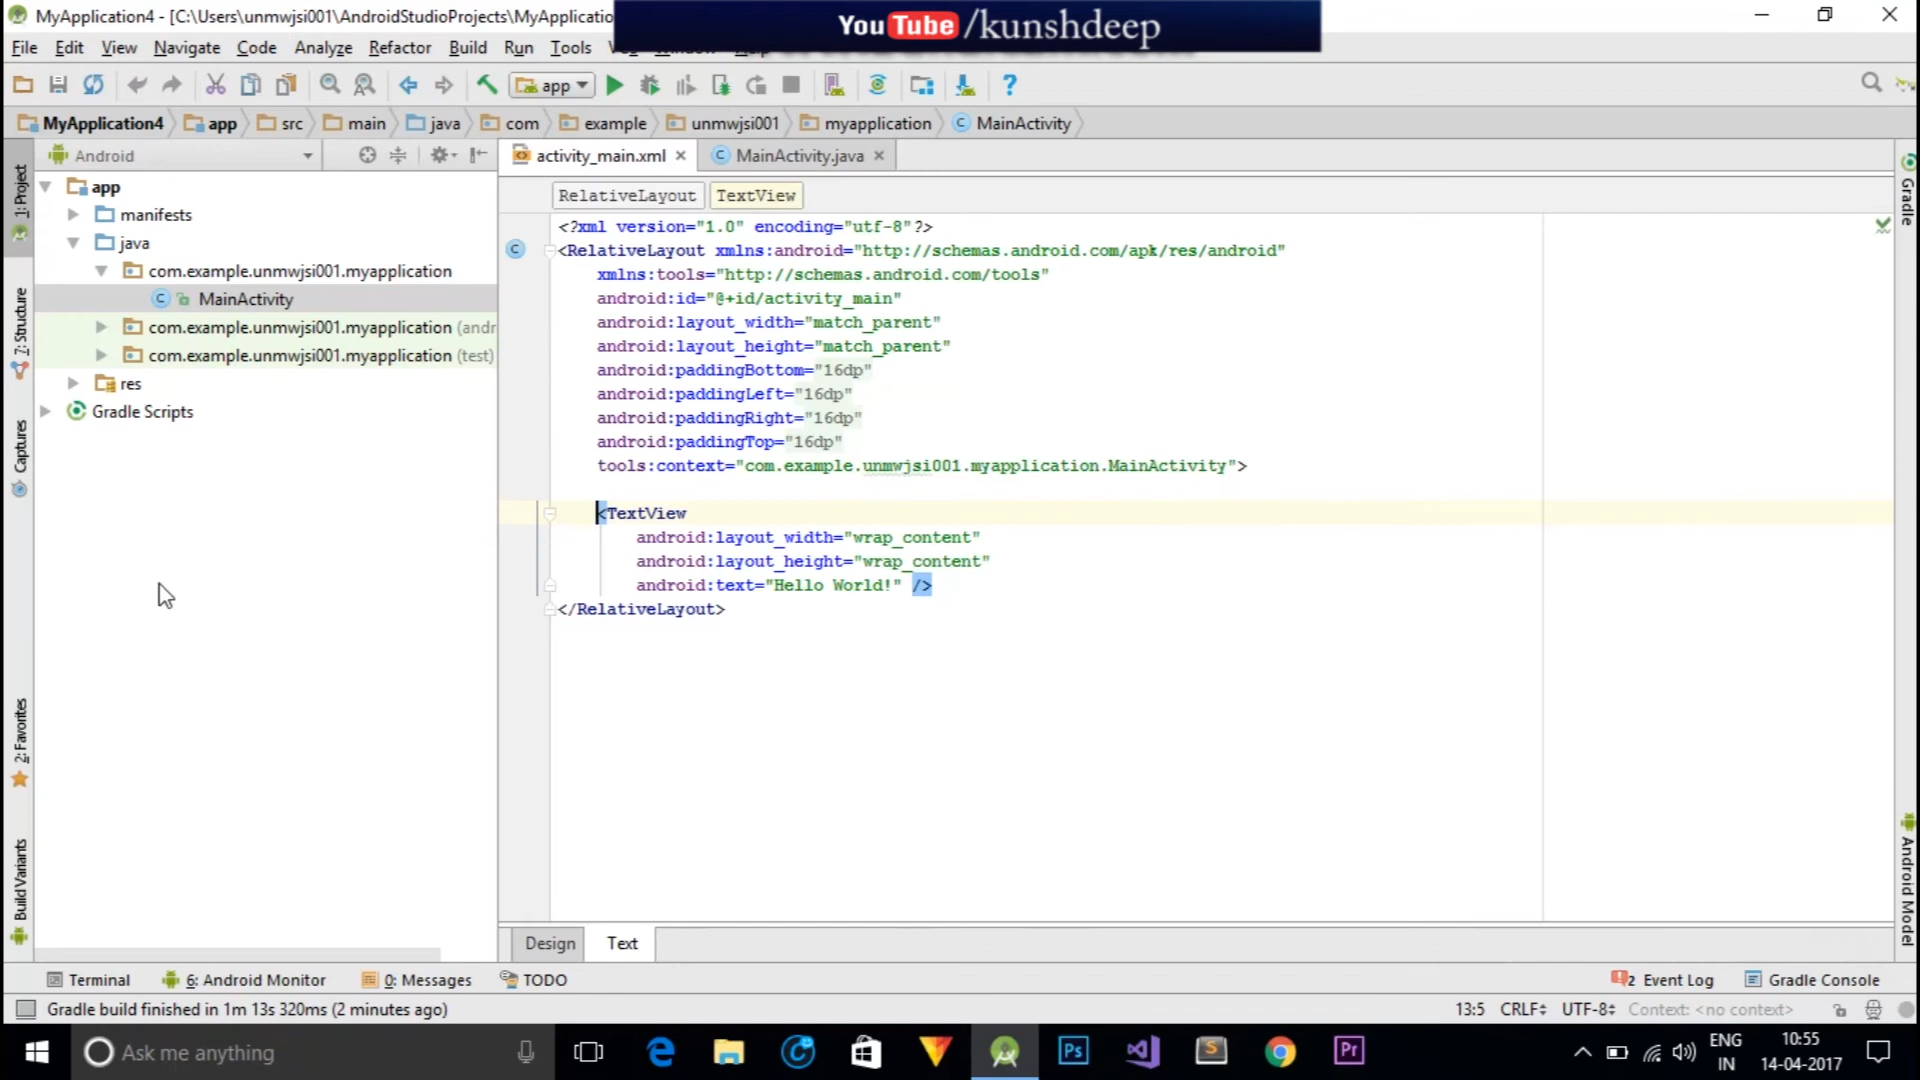 MyApplication4 - [C:\Users\unmwjsi001\AndroidStudioProjects\MyApplication
YouTube /kunshdeep
File Edit View Navigate Code Analyze Refactor Build Run Tools
app
MyApplication4 app src main java com example unmwjsi001 myapplication MainActivity
Android
activity_main.xml
MainActivity.java
1: Project
7: Structure
Captures
2: Favorites
Build Variants
app
manifests
java
com.example.unmwjsi001.myapplication
MainActivity
com.example.unmwjsi001.myapplication (andr
com.example.unmwjsi001.myapplication (test)
res
Gradle Scripts
RelativeLayout TextView
<?xml version="1.0" encoding="utf-8"?>
<RelativeLayout xmlns:android="http://schemas.android.com/apk/res/android"
xmlns:tools="http://schemas.android.com/tools"
android:id="@+id/activity_main"
android:layout_width="match_parent"
android:layout_height="match_parent"
android:paddingBottom="16dp"
android:paddingLeft="16dp"
android:paddingRight="16dp"
android:paddingTop="16dp"
tools:context="com.example.unmwjsi001.myapplication.MainActivity">
<TextView
android:layout_width="wrap_content"
android:layout_height="wrap_content"
android:text="Hello World!" />
</RelativeLayout>
Gradle
Android Model
Design Text
Terminal 6: Android Monitor 0: Messages TODO
2 Event Log Gradle Console
Gradle build finished in 1m 13s 320ms (2 minutes ago)
13:5 CRLF UTF-8 Context: <no context>
Ask me anything
Ps
S
Pr
ENG
IN
10:55
14-04-2017